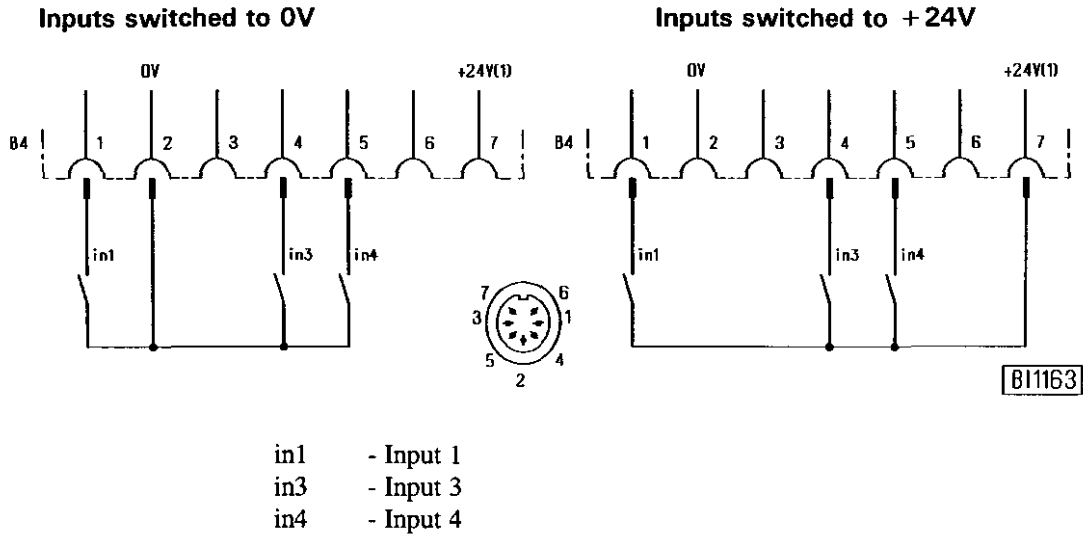 Inputs switched to 0V
Inputs switched to +24V
0V +24V(1)
0V +24V(1)
B4 1 2 3 4 5 6 7
B4 1 2 3 4 5 6 7
in1 in3 in4
in1 in3 in4
7 6
3 1
5 4
2
BI1163
in1 - Input 1
in3 - Input 3
in4 - Input 4